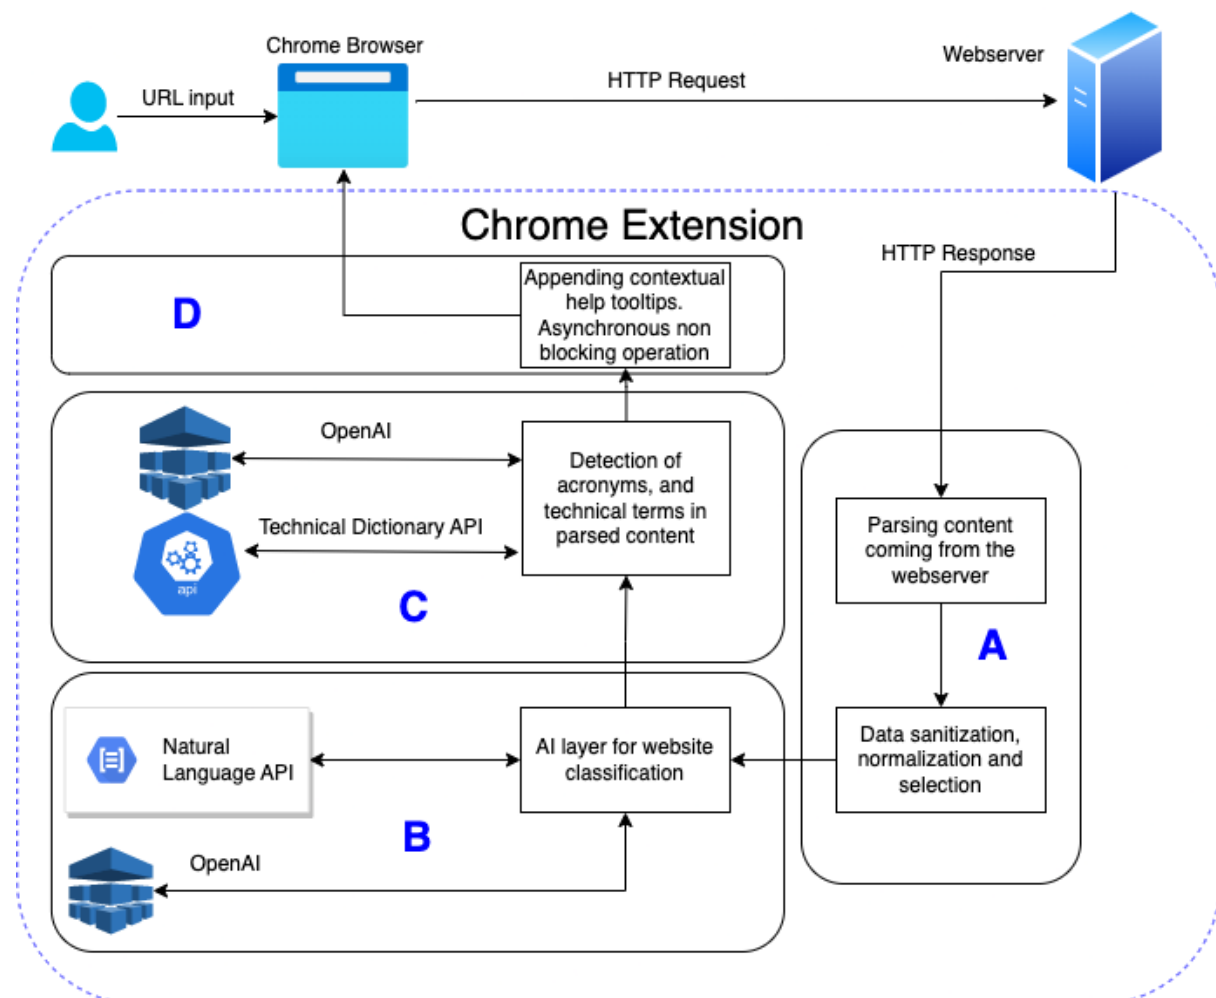 Chrome Browser
Webserver
URL input
HTTP Request
Chrome Extension
HTTP Response
D
Appending contextual
help tooltips.
Asynchronous non
blocking operation
OpenAI
Detection of
acronyms, and
technical terms in
parsed content
Technical Dictionary API
api
C
Parsing content
coming from the
webserver
A
Natural
Language API
AI layer for website
classification
Data sanitization,
normalization and
selection
B
OpenAI